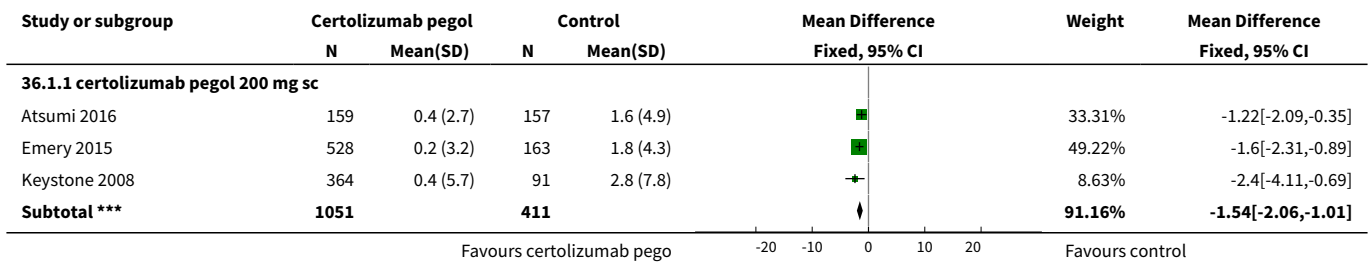 Study or subgroup Certolizumab pegol Control Mean Difference Weight Mean Difference
N Mean(SD) N Mean(SD) Fixed, 95% CI Fixed, 95% CI
36.1.1 certolizumab pegol 200 mg sc
Atsumi 2016 159 0.4 (2.7) 157 1.6 (4.9) 33.31% -1.22[-2.09,-0.35]
Emery 2015 528 0.2 (3.2) 163 1.8 (4.3) 49.22% -1.6[-2.31,-0.89]
Keystone 2008 364 0.4 (5.7) 91 2.8 (7.8) 8.63% -2.4[-4.11,-0.69]
Subtotal *** 1051 411 91.16% -1.54[-2.06,-1.01]
Favours certolizumab pego -20 -10 0 10 20 Favours control